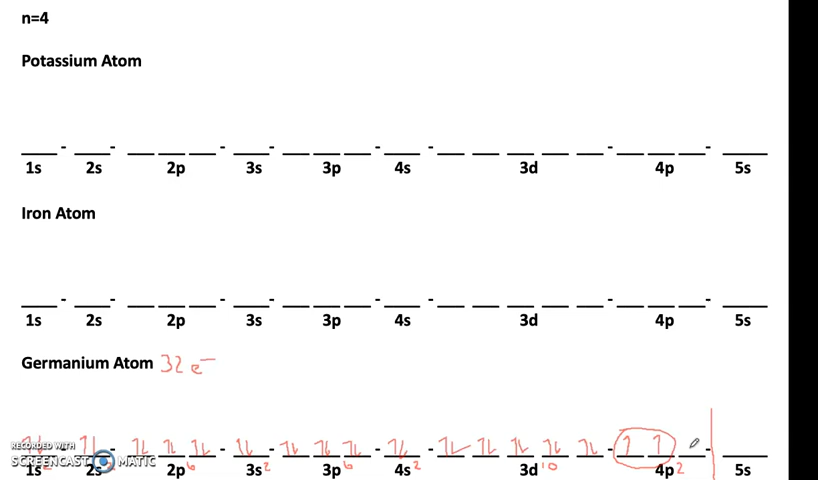 n=4
Potassium Atom
1s 2s 2p 3s 3p 4s 3d 4p 5s
Iron Atom
1s 2s 2p 3s 3p 4s 3d 4p 5s
Germanium Atom 32 e⁻
RECORDED WITH
SCREENCAST MATIC
1s² 2s 2p⁶ 3s² 3p⁶ 4s² 3d¹⁰ 4p² 5s